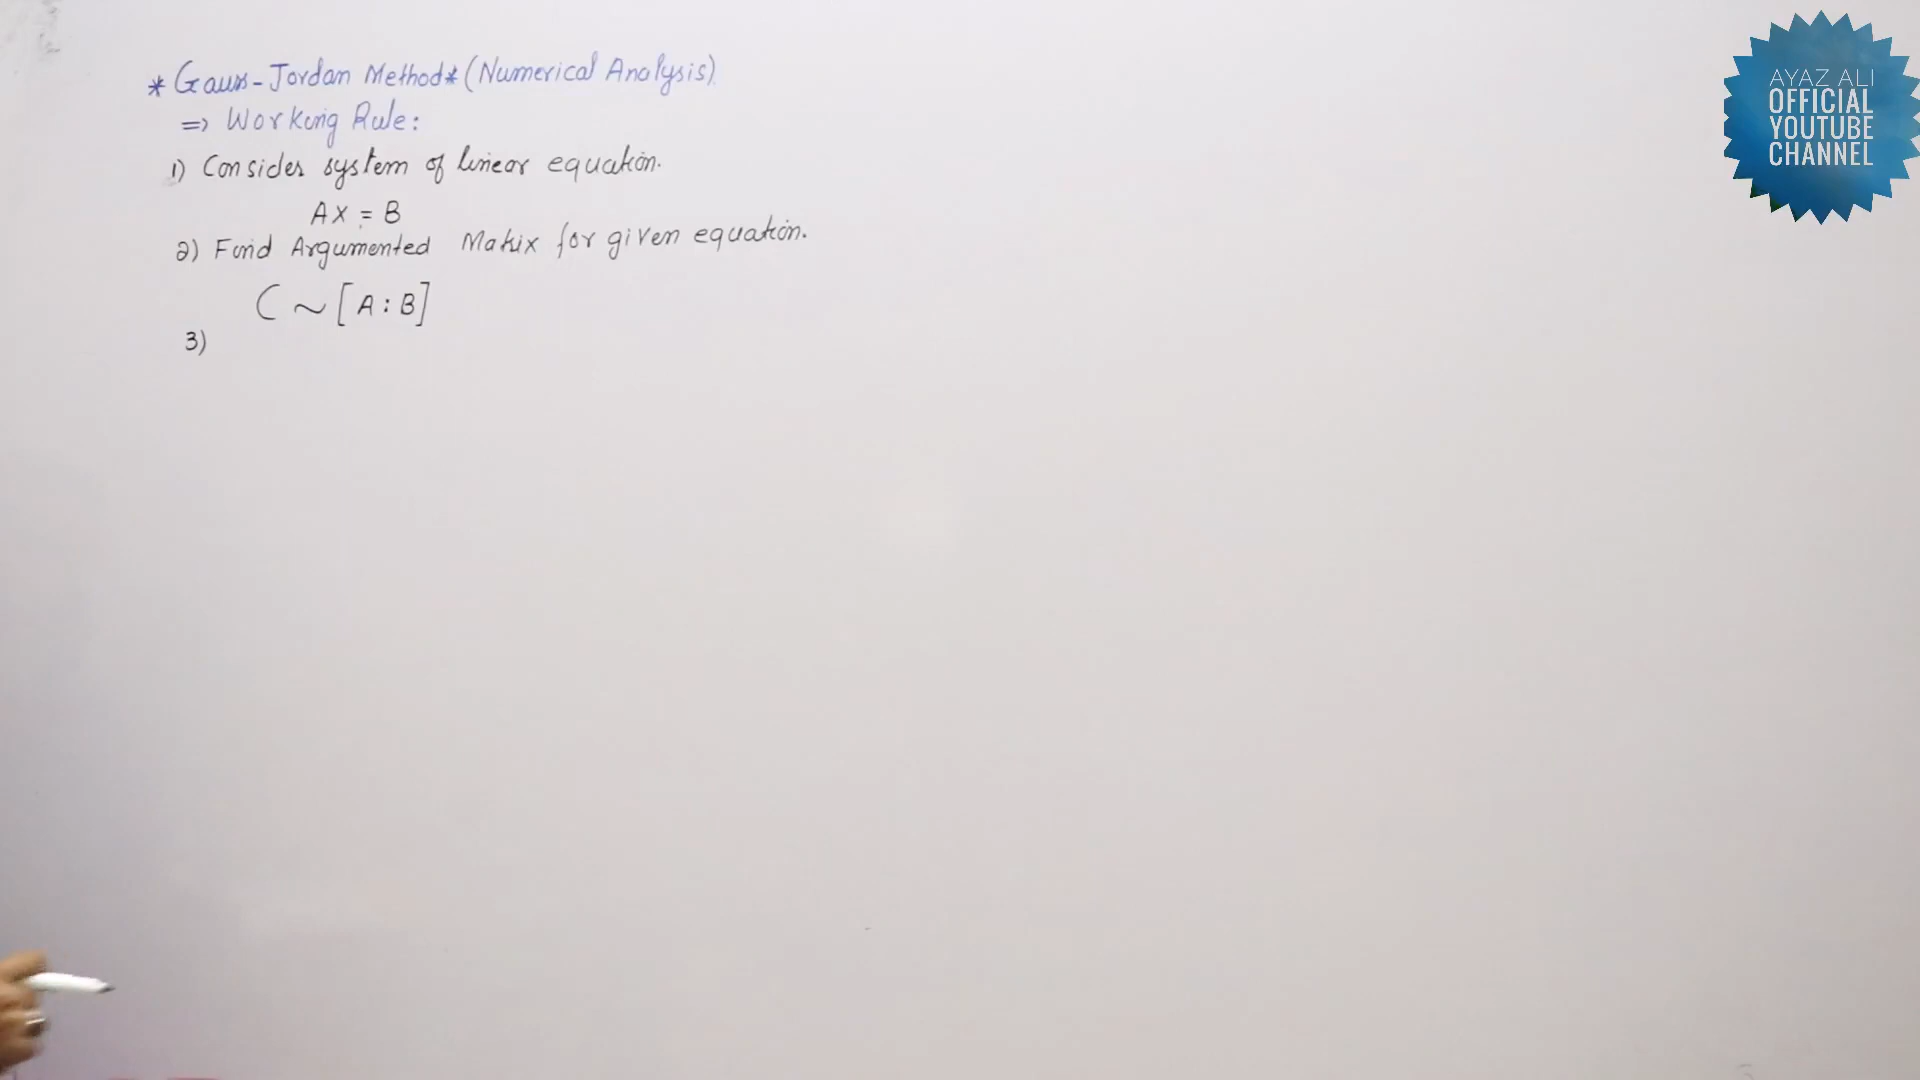 * Gauss-Jordan Method * (Numerical Analysis)
⇒ Working Rule:
1) Consider system of linear equation.
AX = B
2) Find Argumented Matrix for given equation.
C ~ [A : B]
3)
AYAZ ALI
OFFICIAL
YOUTUBE
CHANNEL